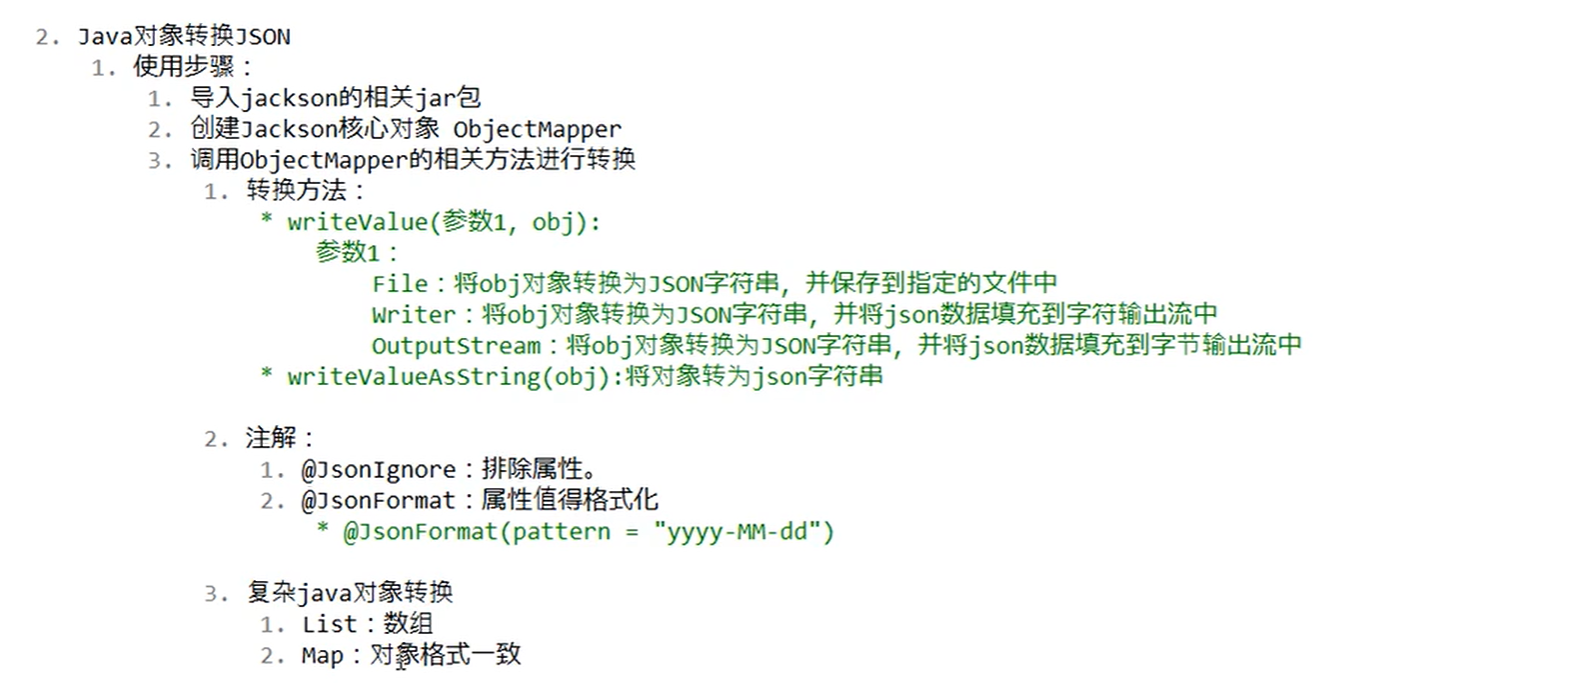 2. Java对象转换JSON
1. 使用步骤：
1. 导入jackson的相关jar包
2. 创建Jackson核心对象 ObjectMapper
3. 调用ObjectMapper的相关方法进行转换
1. 转换方法：
* writeValue(参数1, obj):
参数1：
File：将obj对象转换为JSON字符串，并保存到指定的文件中
Writer：将obj对象转换为JSON字符串，并将json数据填充到字符输出流中
OutputStream：将obj对象转换为JSON字符串，并将json数据填充到字节输出流中
* writeValueAsString(obj):将对象转为json字符串
2. 注解：
1. @JsonIgnore：排除属性。
2. @JsonFormat：属性值得格式化
* @JsonFormat(pattern = "yyyy-MM-dd")
3. 复杂java对象转换
1. List：数组
2. Map：对象格式一致